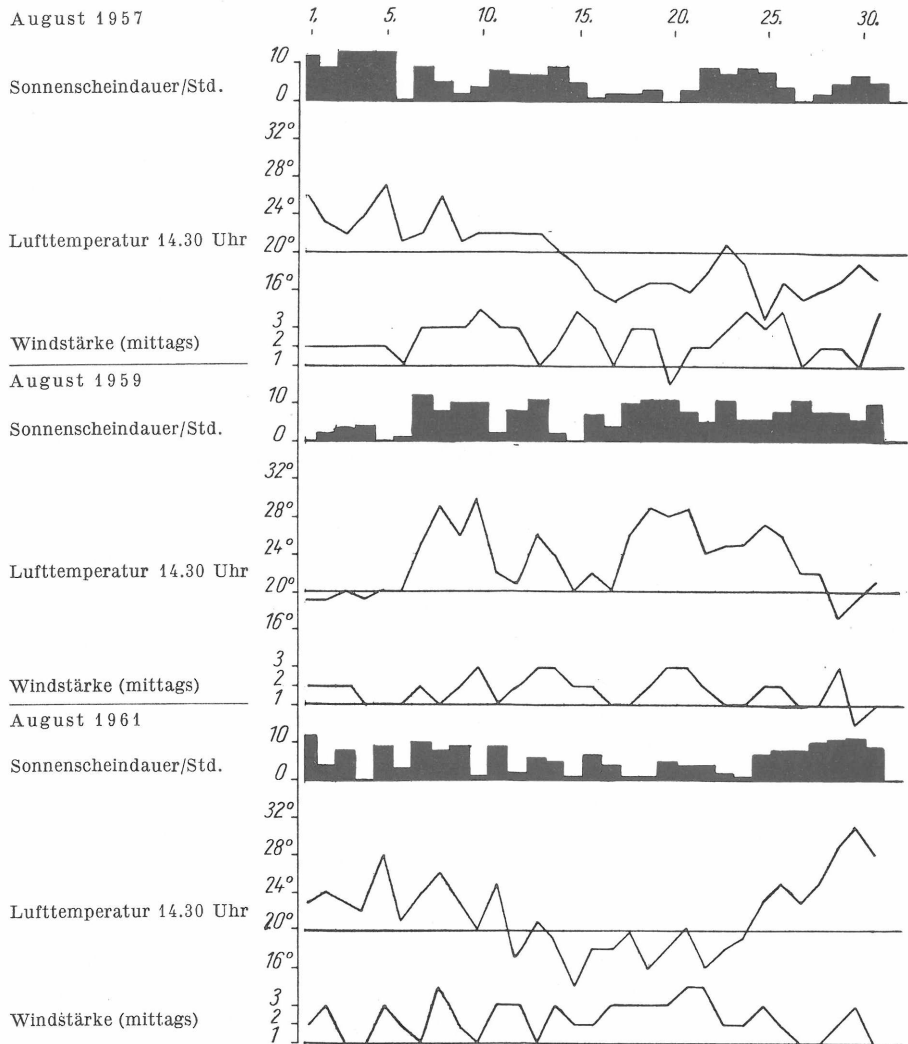 August 1957
1. 5. 10. 15. 20. 25. 30.
10
Sonnenscheindauer/Std.
0
32°
28°
24°
Lufttemperatur 14.30 Uhr
20°
16°
3
Windstärke (mittags)
2
1
August 1959
10
Sonnenscheindauer/Std.
0
32°
28°
24°
Lufttemperatur 14.30 Uhr
20°
16°
3
Windstärke (mittags)
2
1
August 1961
10
Sonnenscheindauer/Std.
0
32°
28°
24°
Lufttemperatur 14.30 Uhr
20°
16°
3
Windstärke (mittags)
2
1